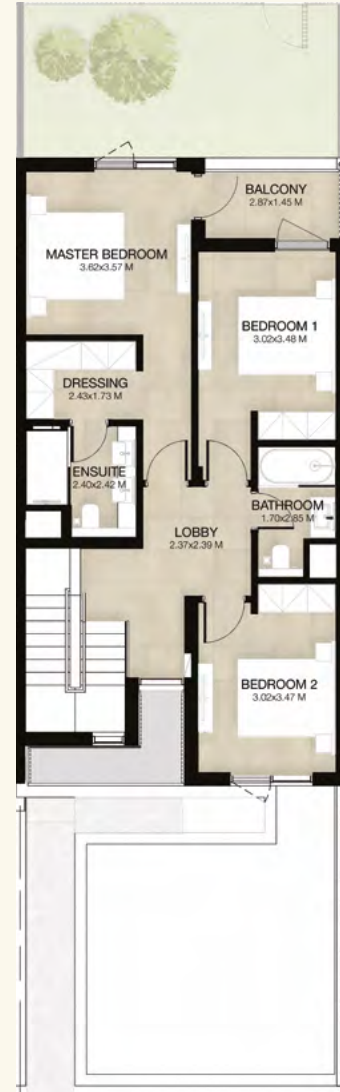 BALCONY
2.87x1.45 M
MASTER BEDROOM
3.62x3.57 M
BEDROOM 1
3.02x3.48 M
DRESSING
2.43x1.73 M
ENSUITE
2.40x2.42 M
BATHROOM
1.70x2.85 M
LOBBY
2.37x2.39 M
BEDROOM 2
3.02x3.47 M